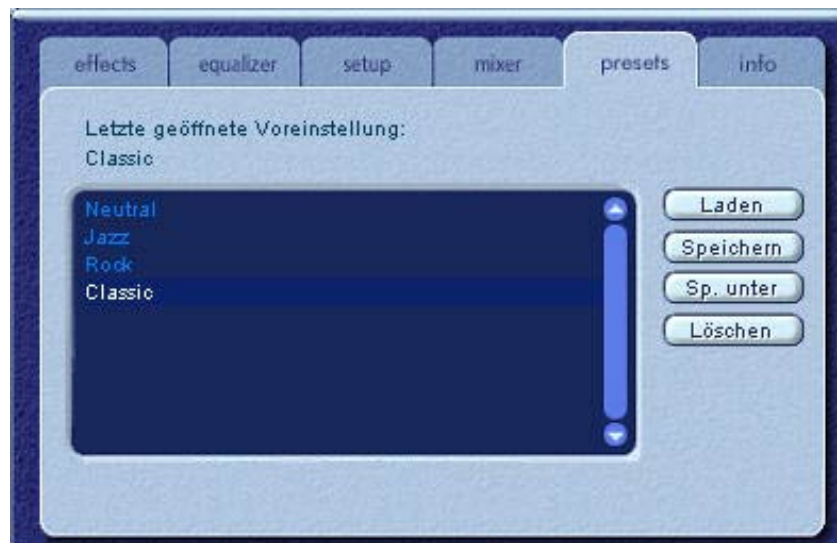 effects equalizer setup mixer presets info
Letzte geöffnete Voreinstellung:
Classic
Neutral
Jazz
Rock
Classic
Laden
Speichern
Sp. unter
Löschen